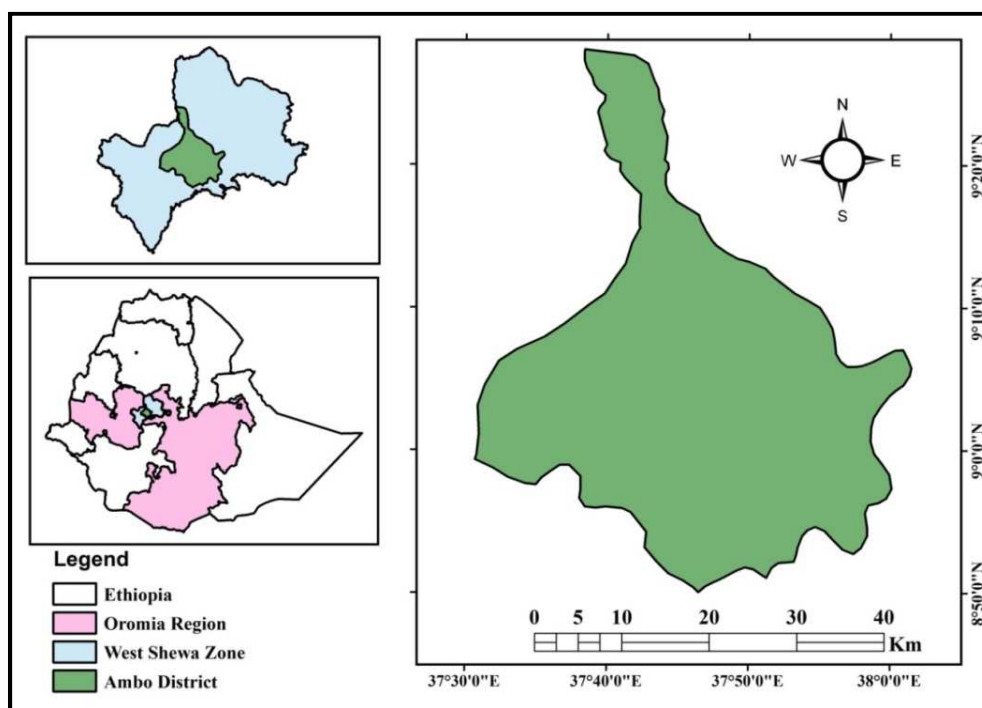 N
W E
S
9°20'0"N
9°10'0"N
9°0'0"N
8°50'0"N
Legend
Ethiopia
Oromia Region
West Shewa Zone
Ambo District
0 5 10 20 30 40
Km
37°30'0"E 37°40'0"E 37°50'0"E 38°0'0"E